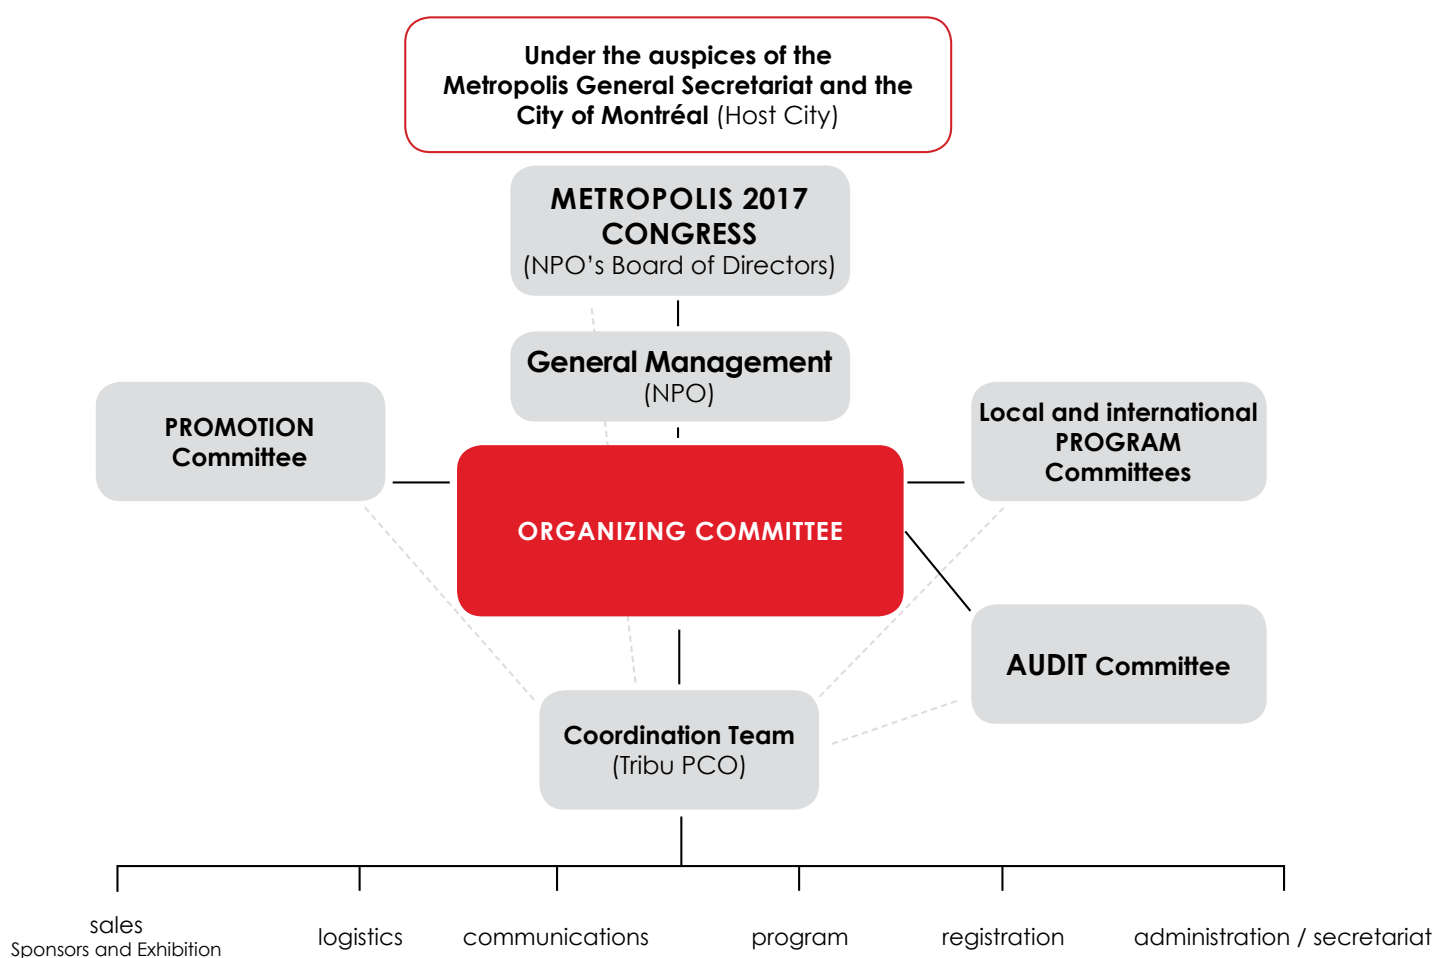 Under the auspices of the
Metropolis General Secretariat and the
City of Montréal (Host City)
METROPOLIS 2017
CONGRESS
(NPO’s Board of Directors)
General Management
(NPO)
PROMOTION
Committee
Local and international
PROGRAM
Committees
ORGANIZING COMMITTEE
AUDIT Committee
Coordination Team
(Tribu PCO)
sales
Sponsors and Exhibition
logistics
communications
program
registration
administration / secretariat